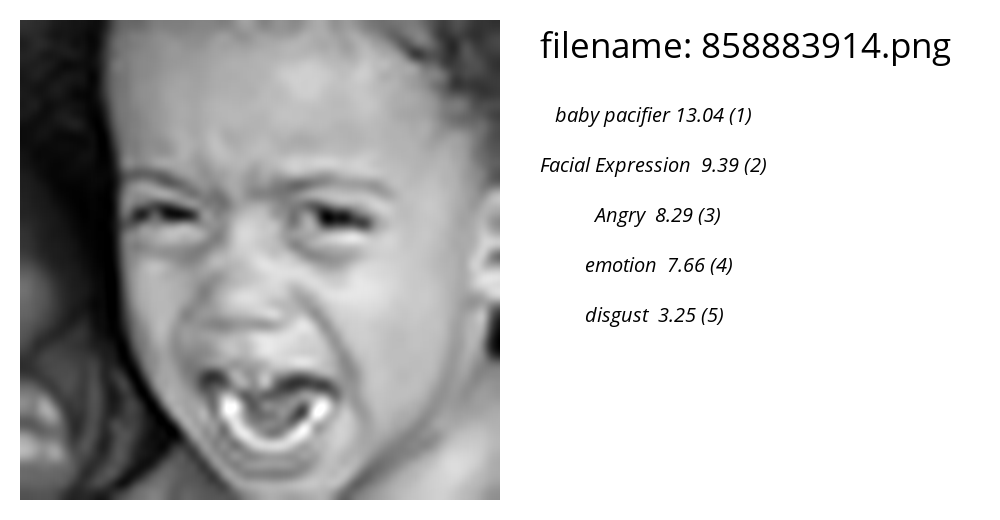 filename: 858883914.png
baby pacifier 13.04 (1)
Facial Expression 9.39 (2)
Angry 8.29 (3)
emotion 7.66 (4)
disgust 3.25 (5)